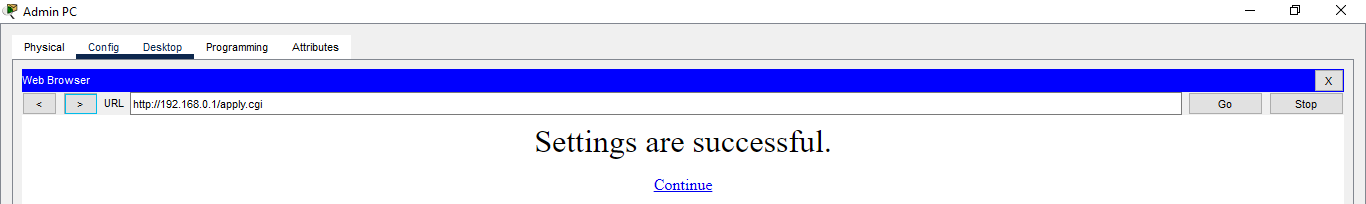 Admin PC
Physical Config Desktop Programming Attributes
Web Browser X
< > URL http://192.168.0.1/apply.cgi Go Stop
Settings are successful.
Continue